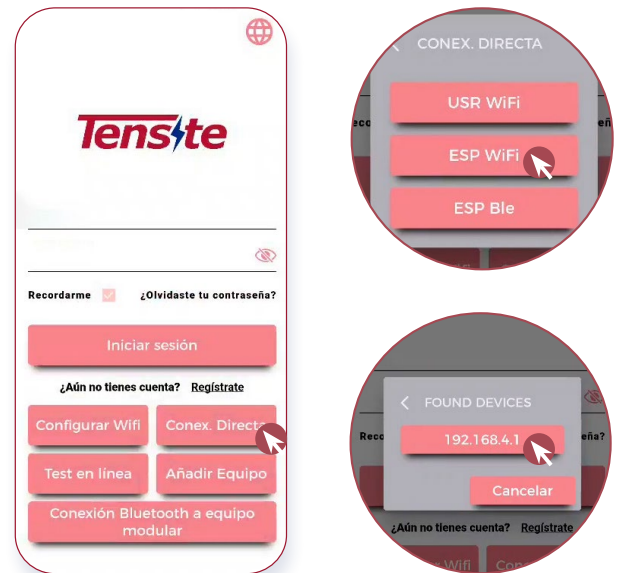 Tensite
Recordarme
¿Olvidaste tu contraseña?
Iniciar sesión
¿Aún no tienes cuenta? Regístrate
Configurar Wifi
Conex. Directa
Test en línea
Añadir Equipo
Conexión Bluetooth a equipo
modular
CONEX. DIRECTA
USR WiFi
ESP WiFi
ESP Ble
FOUND DEVICES
192.168.4.1
Cancelar
¿Aún no tienes cuenta? Regístrate